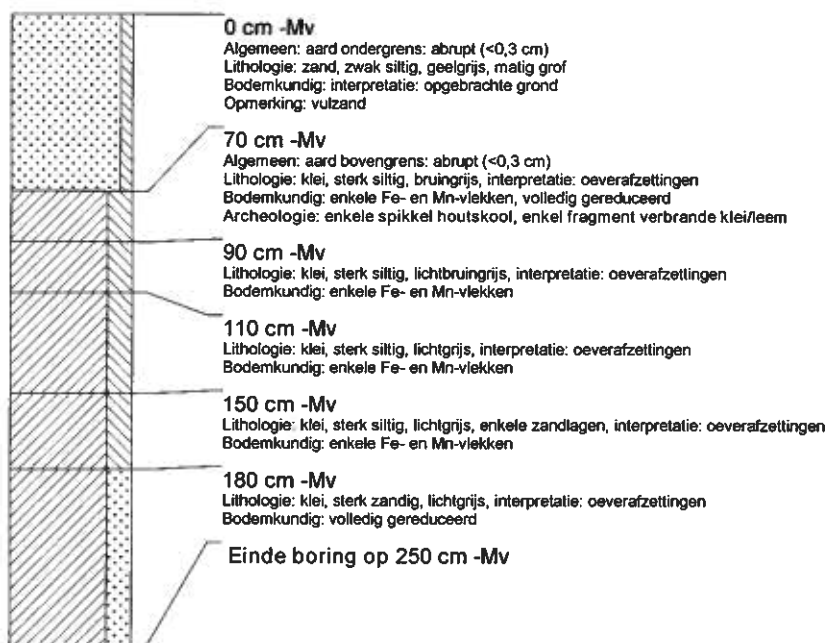 0 cm -Mv
Algemeen: aard ondergrens: abrupt (<0,3 cm)
Lithologie: zand, zwak siltig, geelgrijs, matig grof
Bodemkundig: interpretatie: opgebrachte grond
Opmerking: vulzand
70 cm -Mv
Algemeen: aard bovengrens: abrupt (<0,3 cm)
Lithologie: klei, sterk siltig, bruingrijs, interpretatie: oeverafzettingen
Bodemkundig: enkele Fe- en Mn-vlekken, volledig gereduceerd
Archeologie: enkele spikkel houtskool, enkel fragment verbrande klei/leem
90 cm -Mv
Lithologie: klei, sterk siltig, lichtbruingrijs, interpretatie: oeverafzettingen
Bodemkundig: enkele Fe- en Mn-vlekken
110 cm -Mv
Lithologie: klei, sterk siltig, lichtgrijs, interpretatie: oeverafzettingen
Bodemkundig: enkele Fe- en Mn-vlekken
150 cm -Mv
Lithologie: klei, sterk siltig, lichtgrijs, enkele zandlagen, interpretatie: oeverafzettingen
Bodemkundig: enkele Fe- en Mn-vlekken
180 cm -Mv
Lithologie: klei, sterk zandig, lichtgrijs, interpretatie: oeverafzettingen
Bodemkundig: volledig gereduceerd
Einde boring op 250 cm -Mv